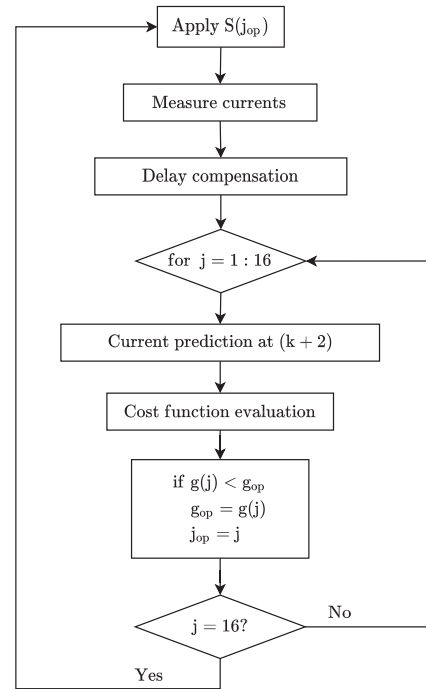 Apply S(j_op)
Measure currents
Delay compensation
for j = 1 : 16
Current prediction at (k + 2)
Cost function evaluation
if g(j) < g_op
g_op = g(j)
j_op = j
j = 16?
No
Yes